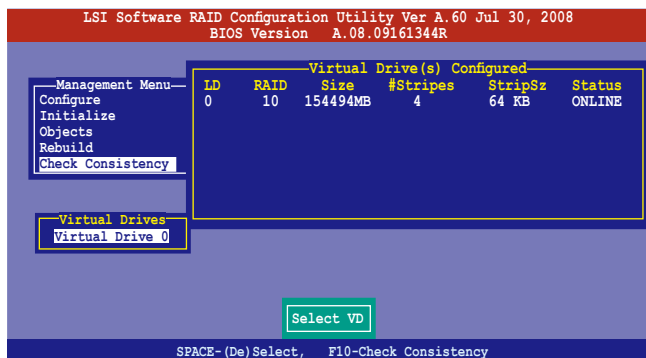 LSI Software RAID Configuration Utility Ver A.60 Jul 30, 2008
BIOS Version A.08.09161344R
Virtual Drive(s) Configured
LD RAID Size #Stripes StripSz Status
0 10 154494MB 4 64 KB ONLINE
Management Menu
Configure
Initialize
Objects
Rebuild
Check Consistency
Virtual Drives
Virtual Drive 0
Select VD
SPACE-(De)Select, F10-Check Consistency